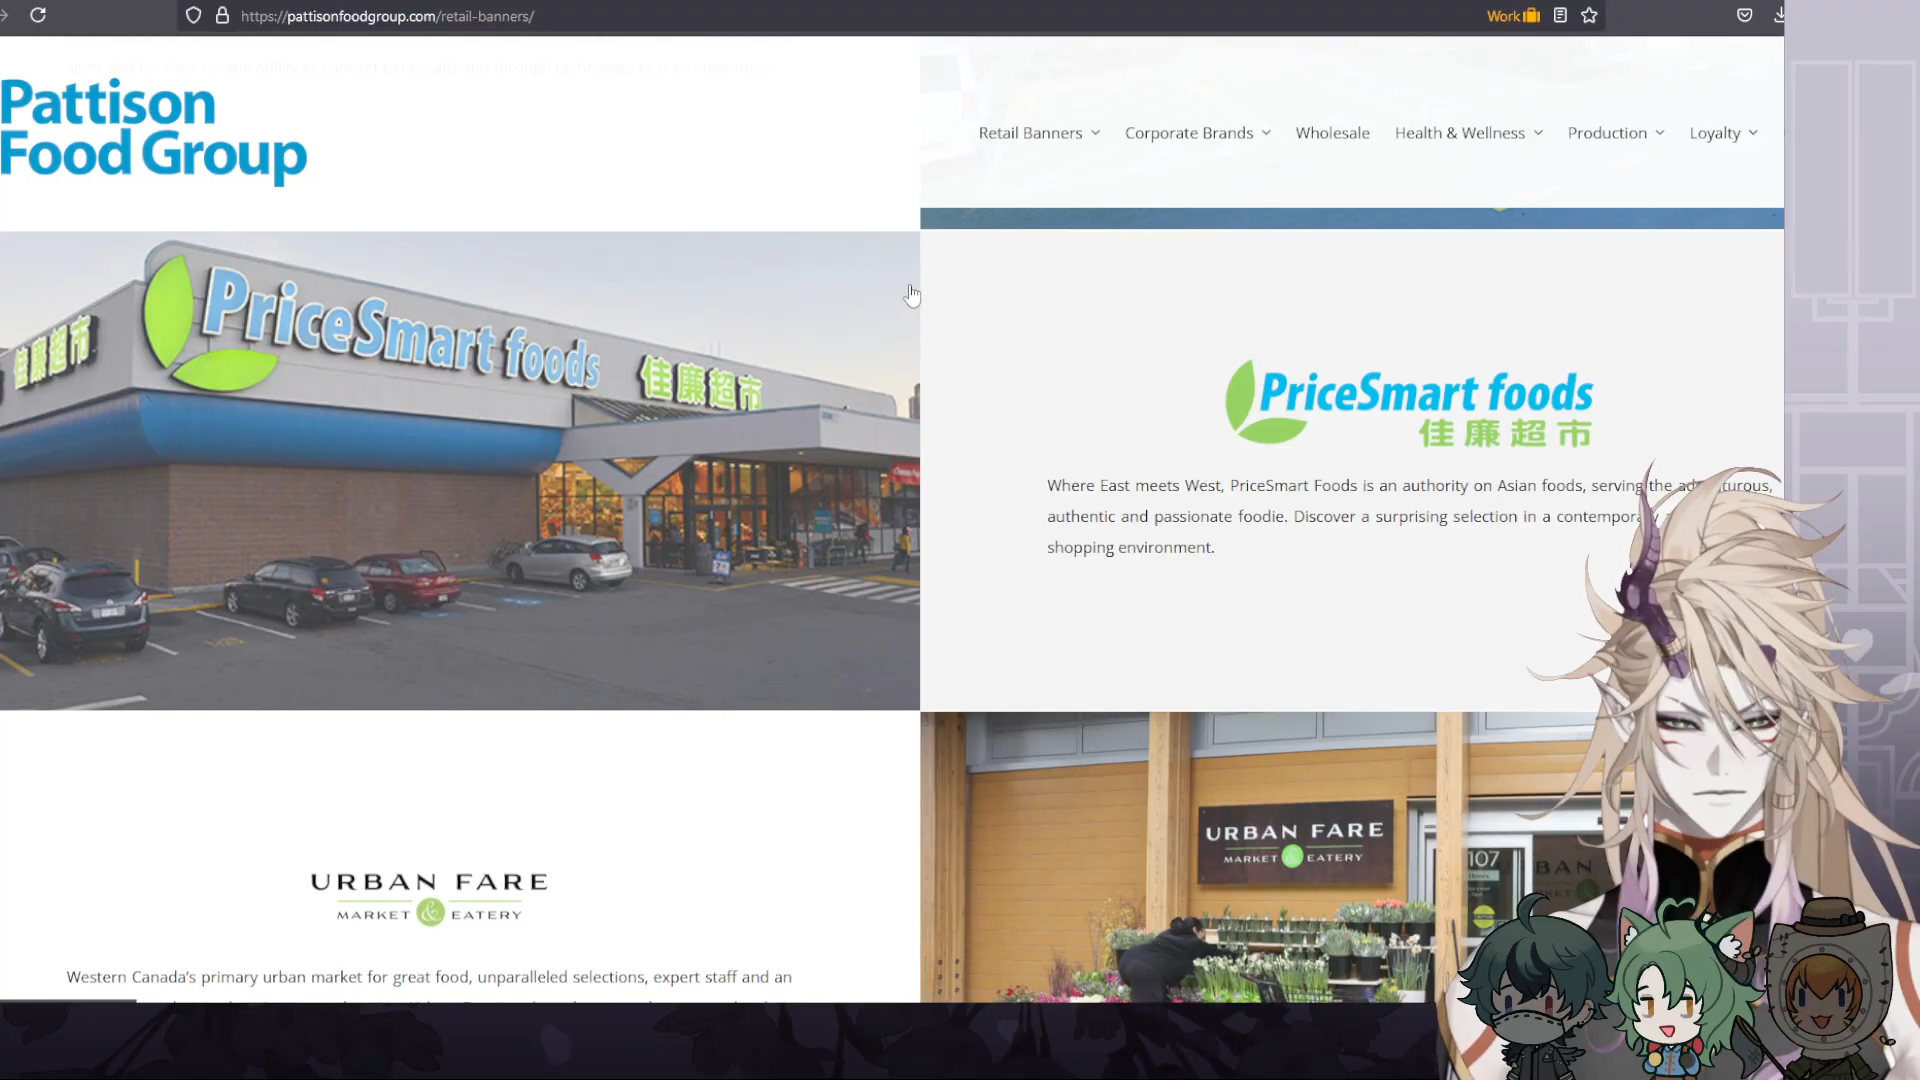 https://pattisonfoodgroup.com/retail-banners/
Work
Pattison
Food Group
Retail Banners
Corporate Brands
Wholesale
Health & Wellness
Production
Loyalty
佳廉超市
PriceSmart foods
佳廉超市
PriceSmart foods
佳廉超市
Where East meets West, PriceSmart Foods is an authority on Asian foods, serving the
authentic and passionate foodie. Discover a surprising selection in a
shopping environment.
URBAN FARE
MARKET & EATERY
URBAN FARE
MARKET & EATERY
107
Western Canada's primary urban market for great food, unparalleled selections, expert staff and an